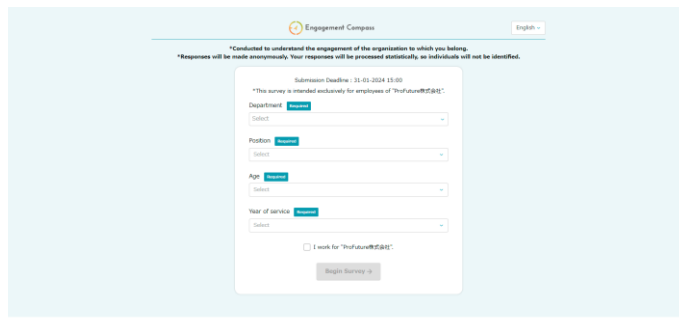 Engagement Compass
English
*Conducted to understand the engagement of the organization to which you belong.
*Responses will be made anonymously. Your responses will be processed statistically, so individuals will not be identified.
Submission Deadline : 31-01-2024 15:00
*This survey is intended exclusively for employees of "ProFuture株式会社".
Department Required
Select
Position Required
Select
Age Required
Select
Year of service Required
Select
I work for "ProFuture株式会社".
Begin Survey →